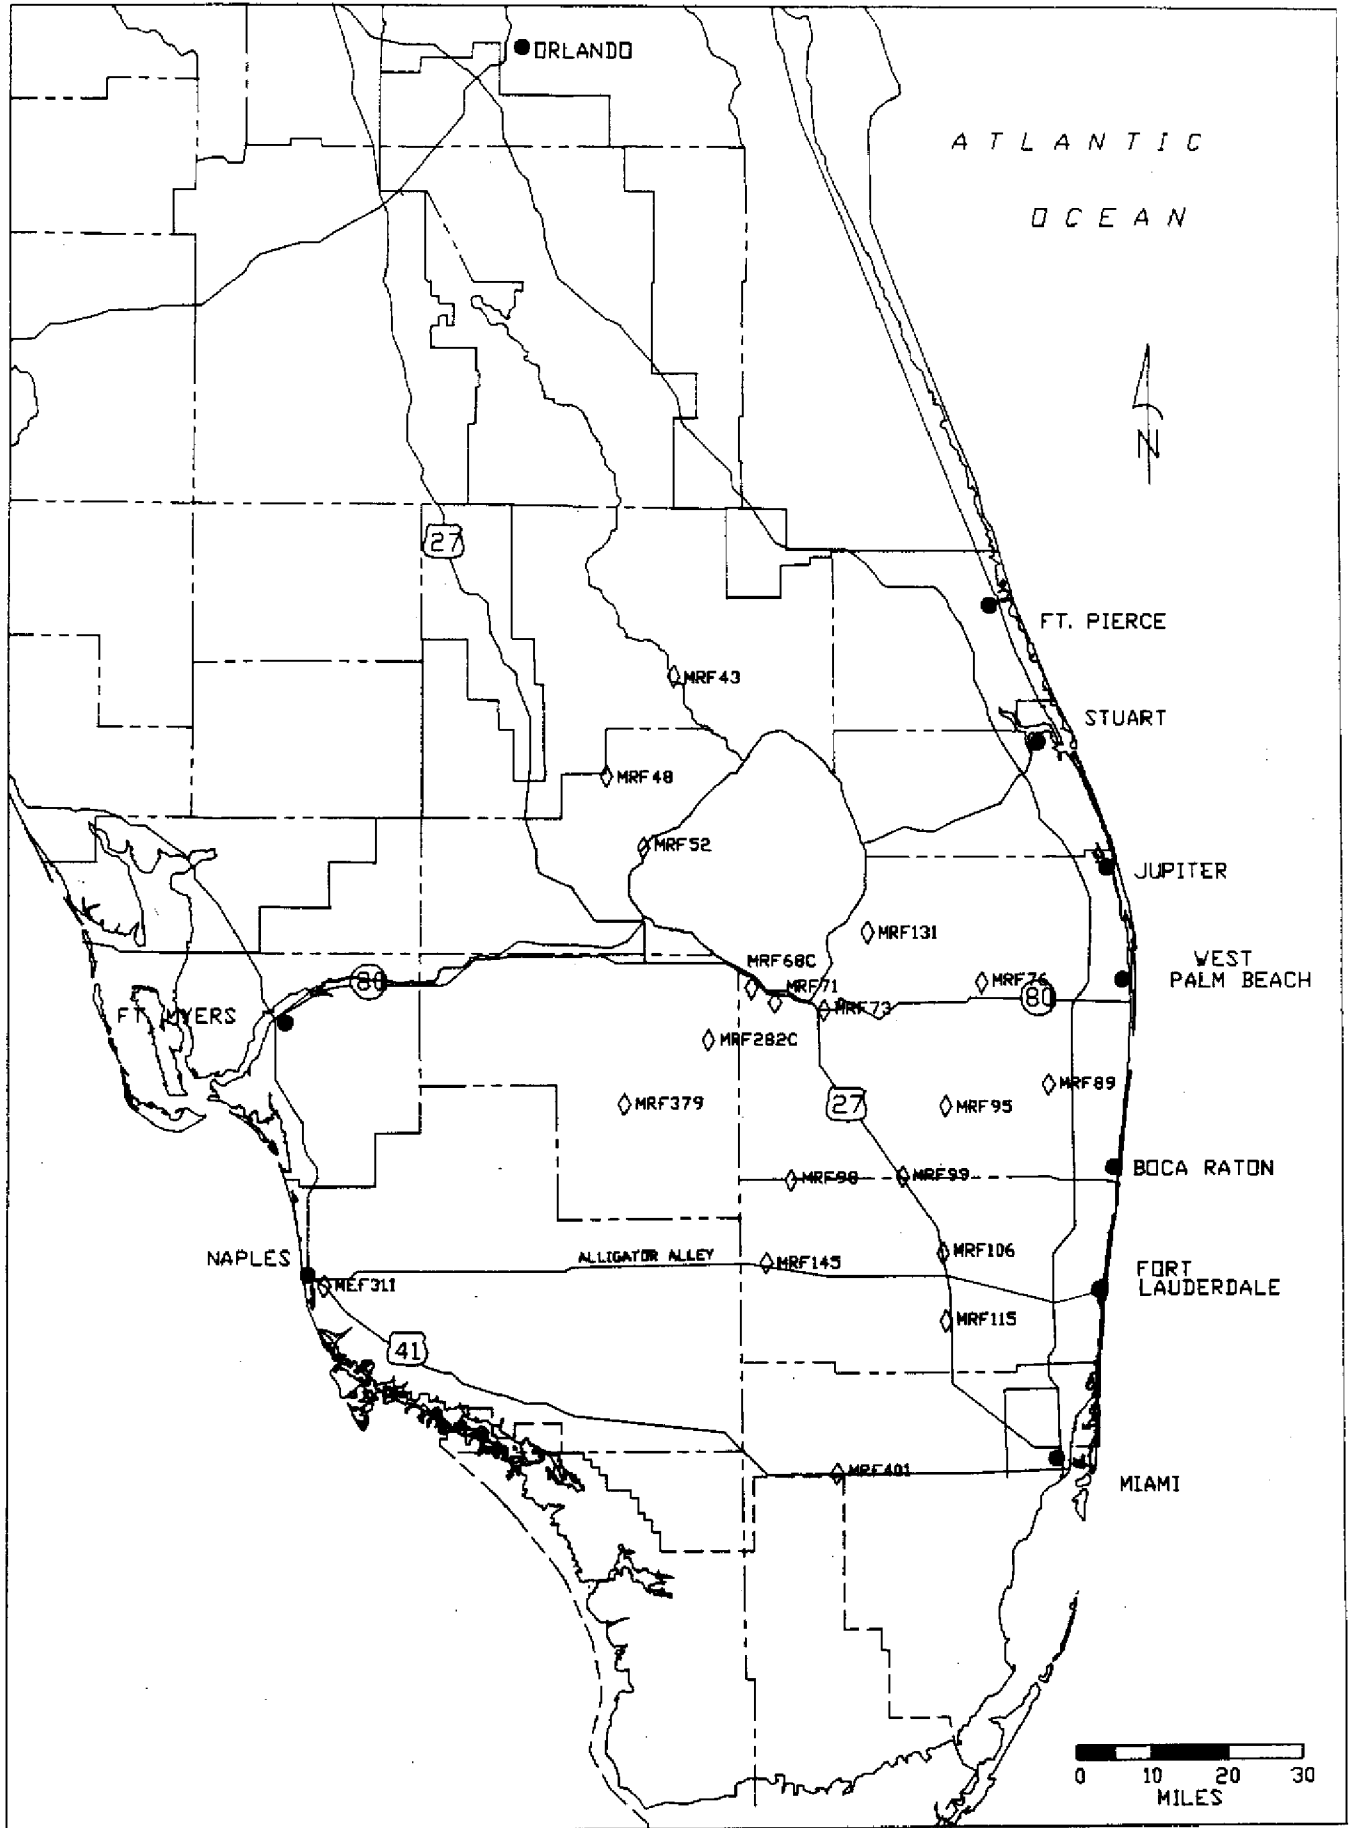 ORLANDO
ATLANTIC
OCEAN
N
27
FT. PIERCE
MRF43
STUART
MRF48
MRF52
JUPITER
MRF131
WEST
PALM BEACH
MRF68C
MRF71
MRF76
80
80
MRF73
FT. MYERS
MRF282C
MRF89
MRF379
27
MRF95
BOCA RATON
MRF98
MRF99
NAPLES
ALLIGATOR ALLEY
MRF145
MRF106
FORT
LAUDERDALE
MEF311
MRF115
41
MRF401
MIAMI
0 10 20 30
MILES